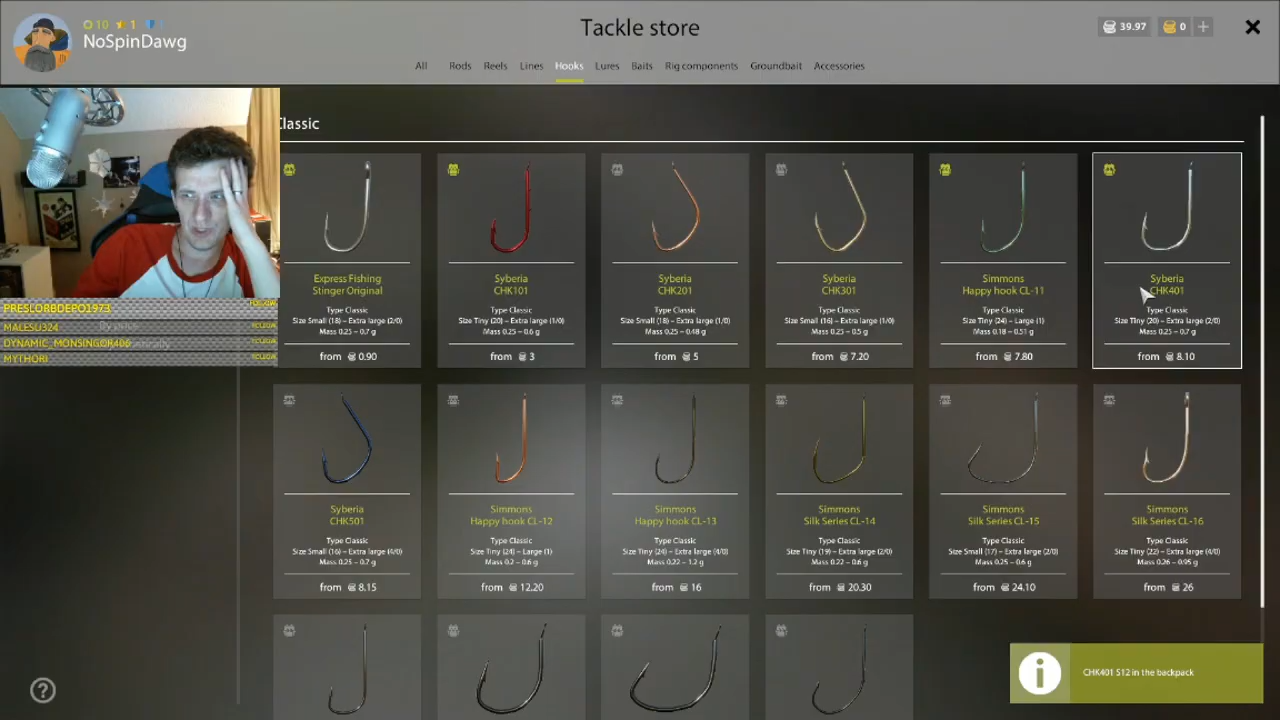 10 1
NoSpinDawg
Tackle store
39.97 0 +
All Rods Reels Lines Hooks Lures Baits Rig components Groundbait Accessories
Classic
Express Fishing
Stinger Original
Type Classic
Size Small (18) – Extra large (2/0)
Mass 0.25 – 0.7 g
from 0.90
Syberia
CHK101
Type Classic
Size Tiny (20) – Extra large (1/0)
Mass 0.25 – 0.6 g
from 3
Syberia
CHK201
Type Classic
Size Small (18) – Extra large (1/0)
Mass 0.25 – 0.48 g
from 5
Syberia
CHK301
Type Classic
Size Small (16) – Extra large (1/0)
Mass 0.25 – 0.5 g
from 7.20
Simmons
Happy hook CL-11
Type Classic
Size Tiny (24) – Large (1)
Mass 0.18 – 0.51 g
from 7.80
Syberia
CHK401
Type Classic
Size Tiny (20) – Extra large (2/0)
Mass 0.25 – 0.7 g
from 8.10
PRESLORBDEPO1973 FOLLOW
MALESU324 FOLLOW
By price
DYNAMIC_MONSINGOR406 FOLLOW
MYTHORI FOLLOW
Syberia
CHK501
Type Classic
Size Small (16) – Extra large (4/0)
Mass 0.25 – 0.7 g
from 8.15
Simmons
Happy hook CL-12
Type Classic
Size Tiny (24) – Large (1)
Mass 0.2 – 0.6 g
from 12.20
Simmons
Happy hook CL-13
Type Classic
Size Tiny (24) – Extra large (4/0)
Mass 0.22 – 1.2 g
from 16
Simmons
Silk Series CL-14
Type Classic
Size Tiny (19) – Extra large (2/0)
Mass 0.22 – 0.6 g
from 20.30
Simmons
Silk Series CL-15
Type Classic
Size Small (17) – Extra large (2/0)
Mass 0.25 – 0.6 g
from 24.10
Simmons
Silk Series CL-16
Type Classic
Size Tiny (22) – Extra large (4/0)
Mass 0.26 – 0.95 g
from 26
CHK401 S12 in the backpack
?